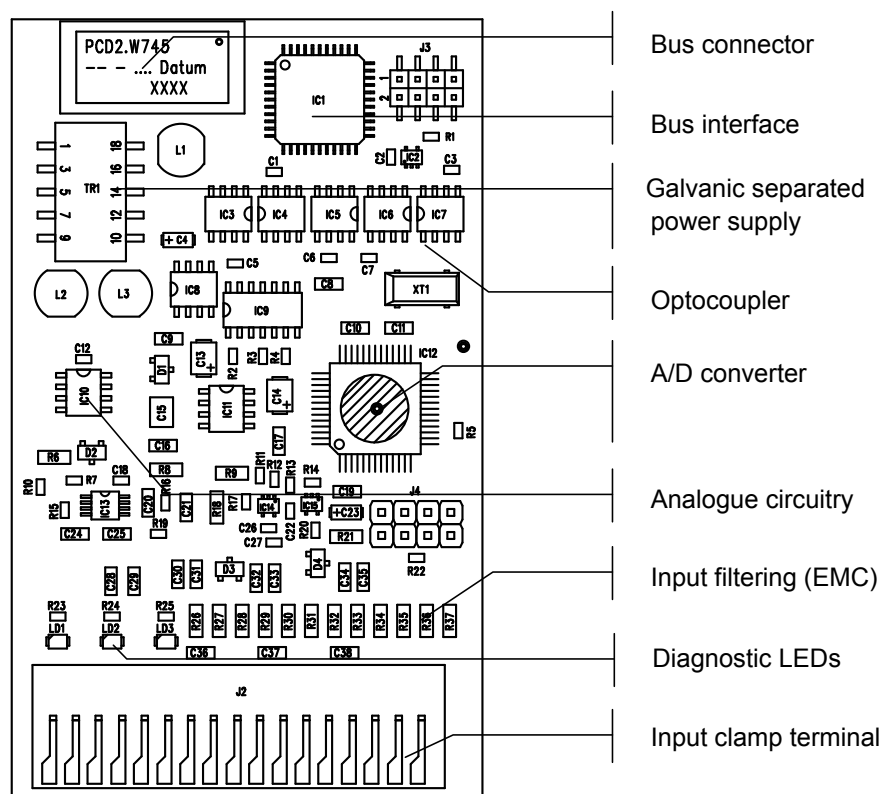 PCD2.W745
-- - .... Datum
XXXX
IC1
J3
1
2
R1
C2
IC2
C3
C1
L1
1
3
5
7
9
TR1
18
16
14
12
10
IC3
IC4
IC5
IC6
IC7
+ C4
C5
C6
C7
C8
L2
L3
IC8
IC9
XT1
C9
C10
C11
C12
D1
C13
+
R2
R3
R4
IC12
IC10
IC11
C14
+
C15
R5
C16
C17
R6
D2
R8
R9
R11
R12
R13
R14
R10
R7
C18
R16
C19
J4
R15
IC13
C20
C21
R18
R17
IC14
IC15
+C23
C22
R20
C24
C25
R19
C26
C27
R21
R22
C28
C29
C30
C31
D3
C32
C33
D4
C34
C35
R23
R24
R25
LD1
LD2
LD3
R26
R27
R28
R29
R30
R31
R32
R33
R34
R35
R36
R37
C36
C37
C38
J2
Bus connector
Bus interface
Galvanic separated
power supply
Optocoupler
A/D converter
Analogue circuitry
Input filtering (EMC)
Diagnostic LEDs
Input clamp terminal